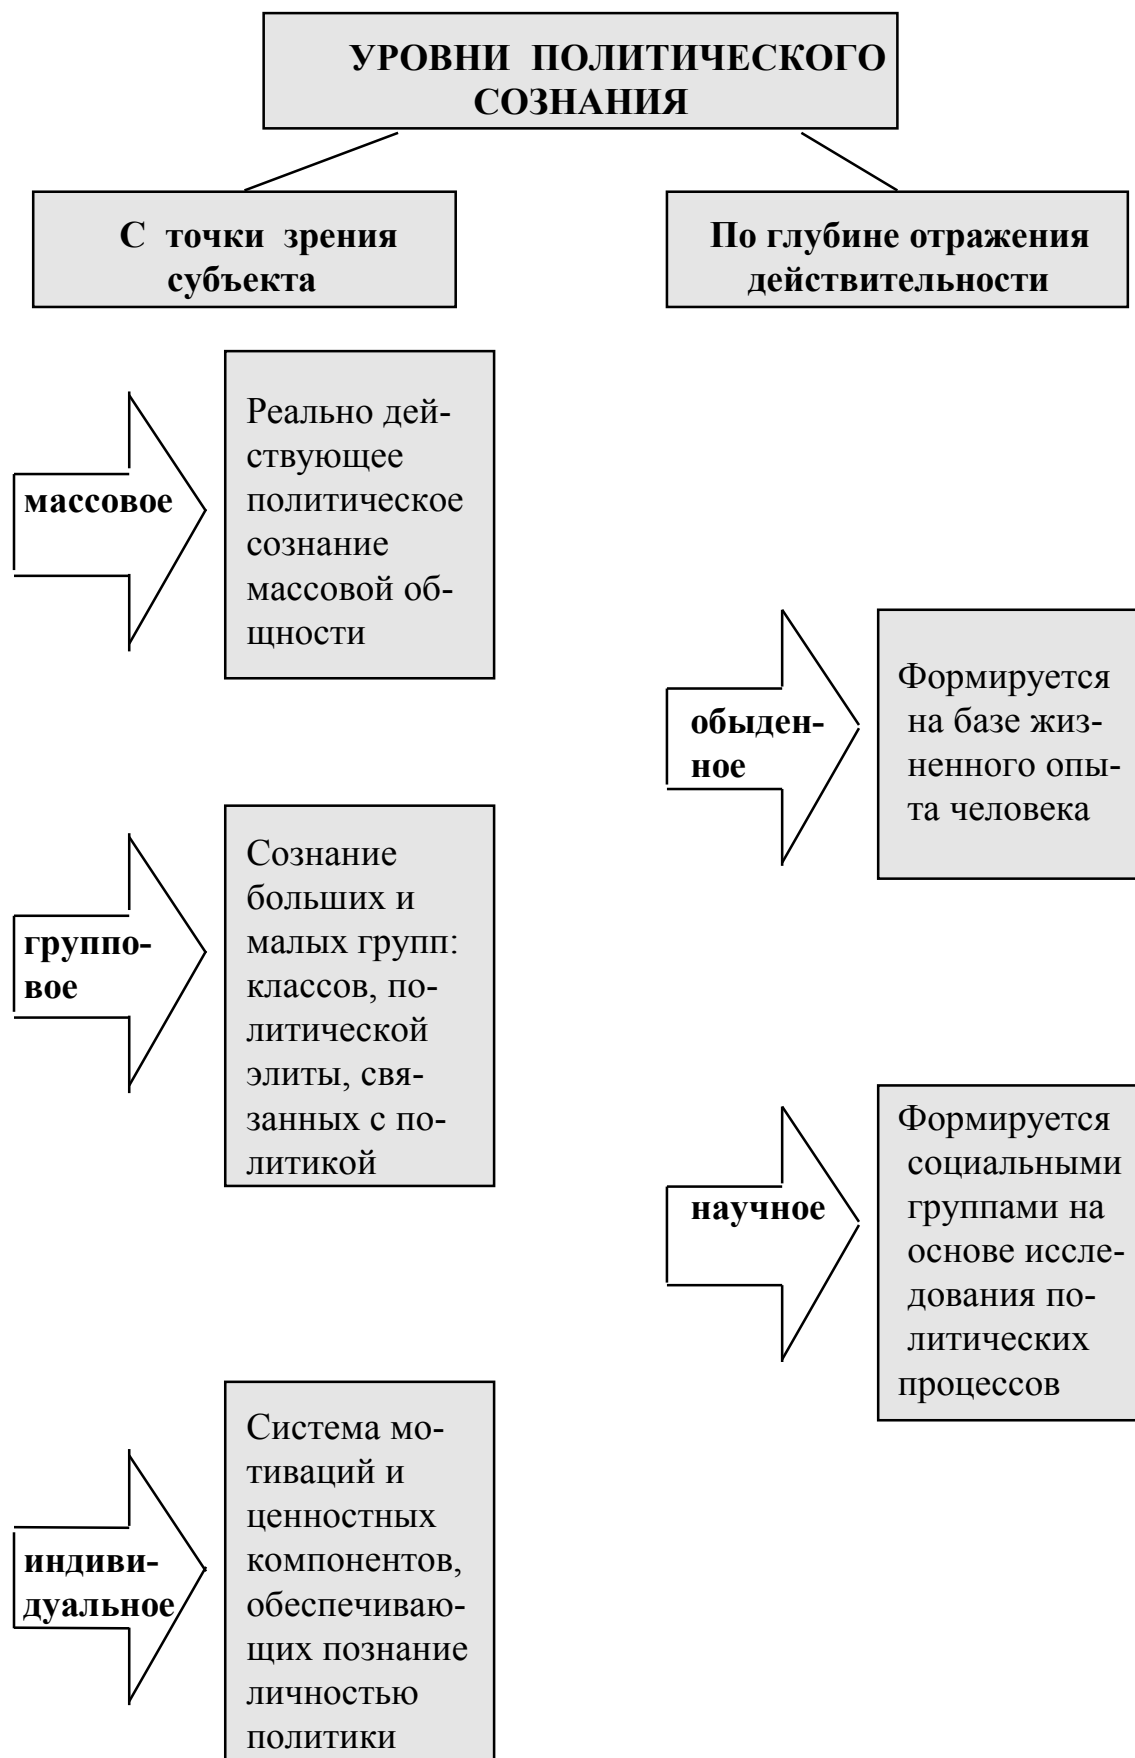 УРОВНИ ПОЛИТИЧЕСКОГО
СОЗНАНИЯ
С точки зрения
субъекта
По глубине отражения
действительности
массовое
Реально дей-
ствующее
политическое
сознание
массовой об-
щности
группо-
вое
Сознание
больших и
малых групп:
классов, по-
литической
элиты, свя-
занных с по-
литикой
индиви-
дуальное
Система мо-
тиваций и
ценностных
компонентов,
обеспечиваю-
щих познание
личностью
политики
обыден-
ное
Формируется
на базе жиз-
ненного опы-
та человека
научное
Формируется
социальными
группами на
основе иссле-
дования по-
литических
процессов